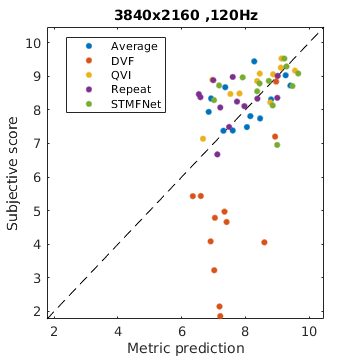 3840x2160 ,120Hz
10
9
8
7
6
5
4
3
2
Subjective score
Average
DVF
QVI
Repeat
STMFNet
2 4 6 8 10
Metric prediction